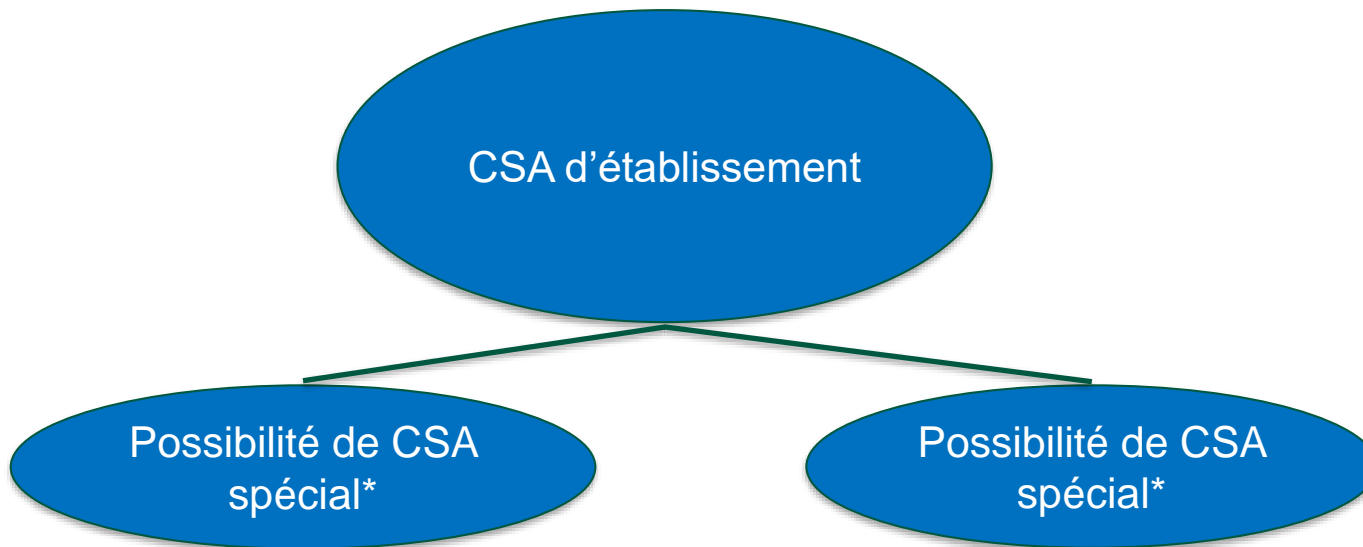 CSA d’établissement
Possibilité de CSA
spécial*
Possibilité de CSA
spécial*